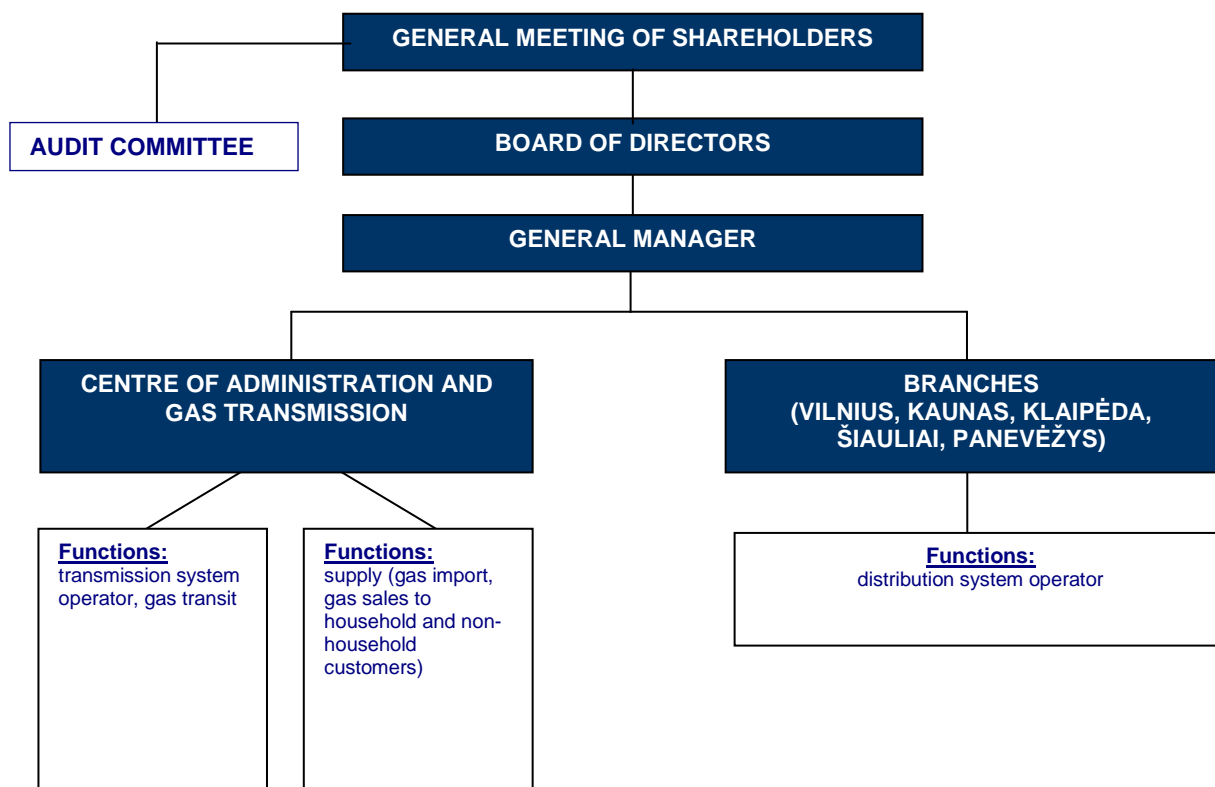 GENERAL MEETING OF SHAREHOLDERS
AUDIT COMMITTEE
BOARD OF DIRECTORS
GENERAL MANAGER
CENTRE OF ADMINISTRATION AND
GAS TRANSMISSION
BRANCHES
(VILNIUS, KAUNAS, KLAIPĖDA,
ŠIAULIAI, PANEVĖŽYS)
Functions:
transmission system
operator, gas transit
Functions:
supply (gas import,
gas sales to
household and non-
household
customers)
Functions:
distribution system operator